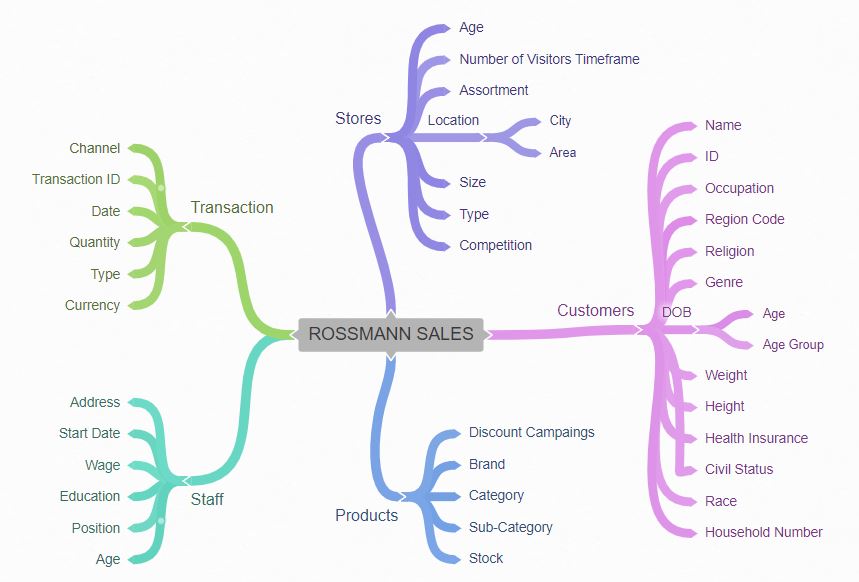 ROSSMANN SALES
Stores
Age
Number of Visitors Timeframe
Assortment
Location
City
Area
Size
Type
Competition
Transaction
Channel
Transaction ID
Date
Quantity
Type
Currency
Customers
Name
ID
Occupation
Region Code
Religion
Genre
DOB
Age
Age Group
Weight
Height
Health Insurance
Civil Status
Race
Household Number
Staff
Address
Start Date
Wage
Education
Position
Age
Products
Discount Campaings
Brand
Category
Sub-Category
Stock